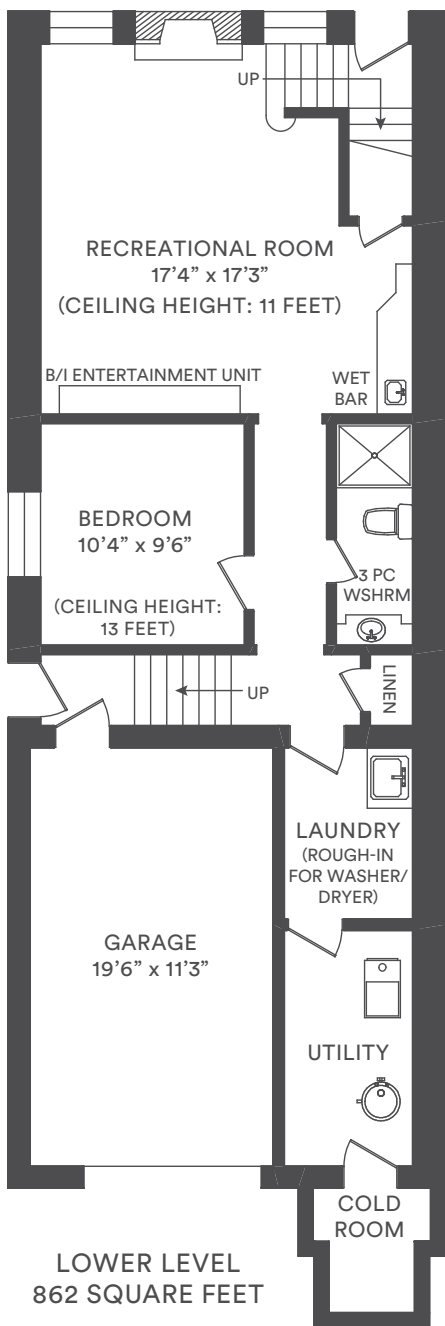 UP
RECREATIONAL ROOM
17'4" x 17'3"
(CEILING HEIGHT: 11 FEET)
B/I ENTERTAINMENT UNIT
WET
BAR
BEDROOM
10'4" x 9'6"
(CEILING HEIGHT:
13 FEET)
3 PC
WSHRM
UP
LINEN
LAUNDRY
(ROUGH-IN
FOR WASHER/
DRYER)
GARAGE
19'6" x 11'3"
UTILITY
COLD
ROOM
LOWER LEVEL
862 SQUARE FEET